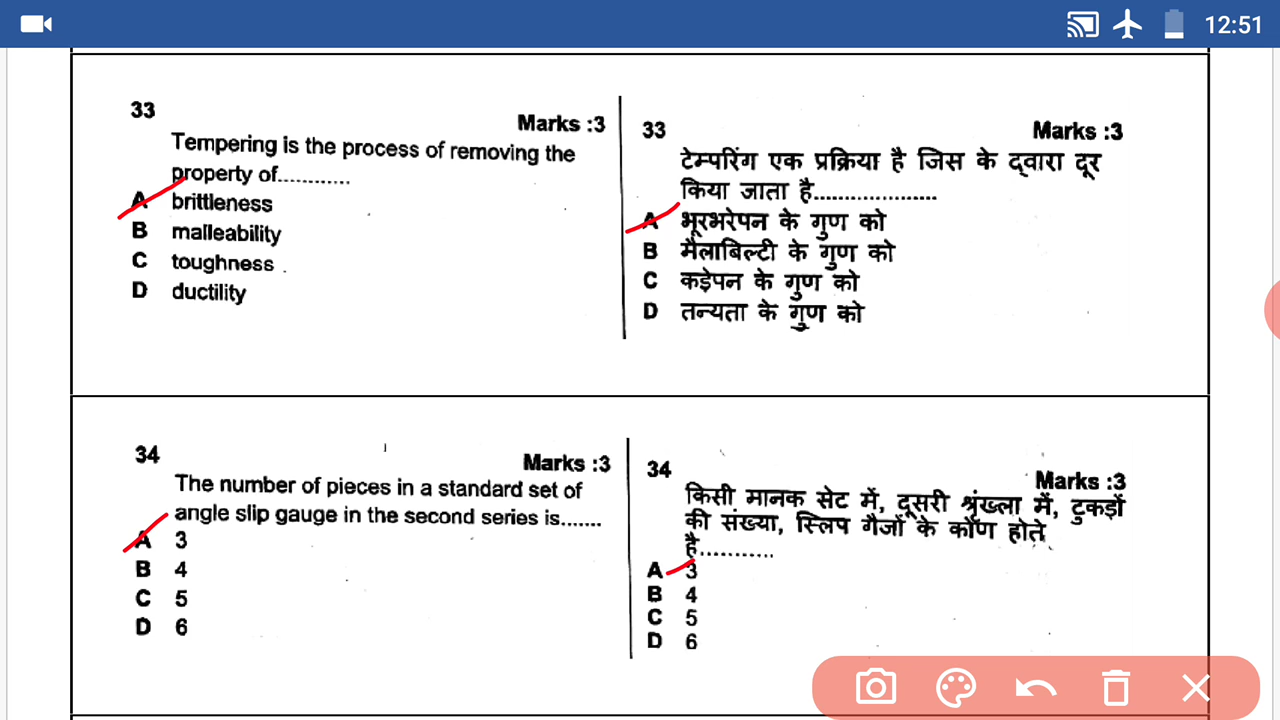 12:51
33
Marks :3
Tempering is the process of removing the
property of...........
A brittleness
B malleability
C toughness
D ductility
33
Marks :3
टेम्परिंग एक प्रक्रिया है जिस के द्वारा दूर
किया जाता है....................
A भूरभरेपन के गुण को
B मैलाबिल्टी के गुण को
C कड़ेपन के गुण को
D तन्यता के गुण को
34
Marks :3
The number of pieces in a standard set of
angle slip gauge in the second series is.......
A 3
B 4
C 5
D 6
34
Marks :3
किसी मानक सेट में, दूसरी श्रृंख्ला में, टुकड़ों
की संख्या, स्लिप गैजों के कोण होते
है...........
A 3
B 4
C 5
D 6